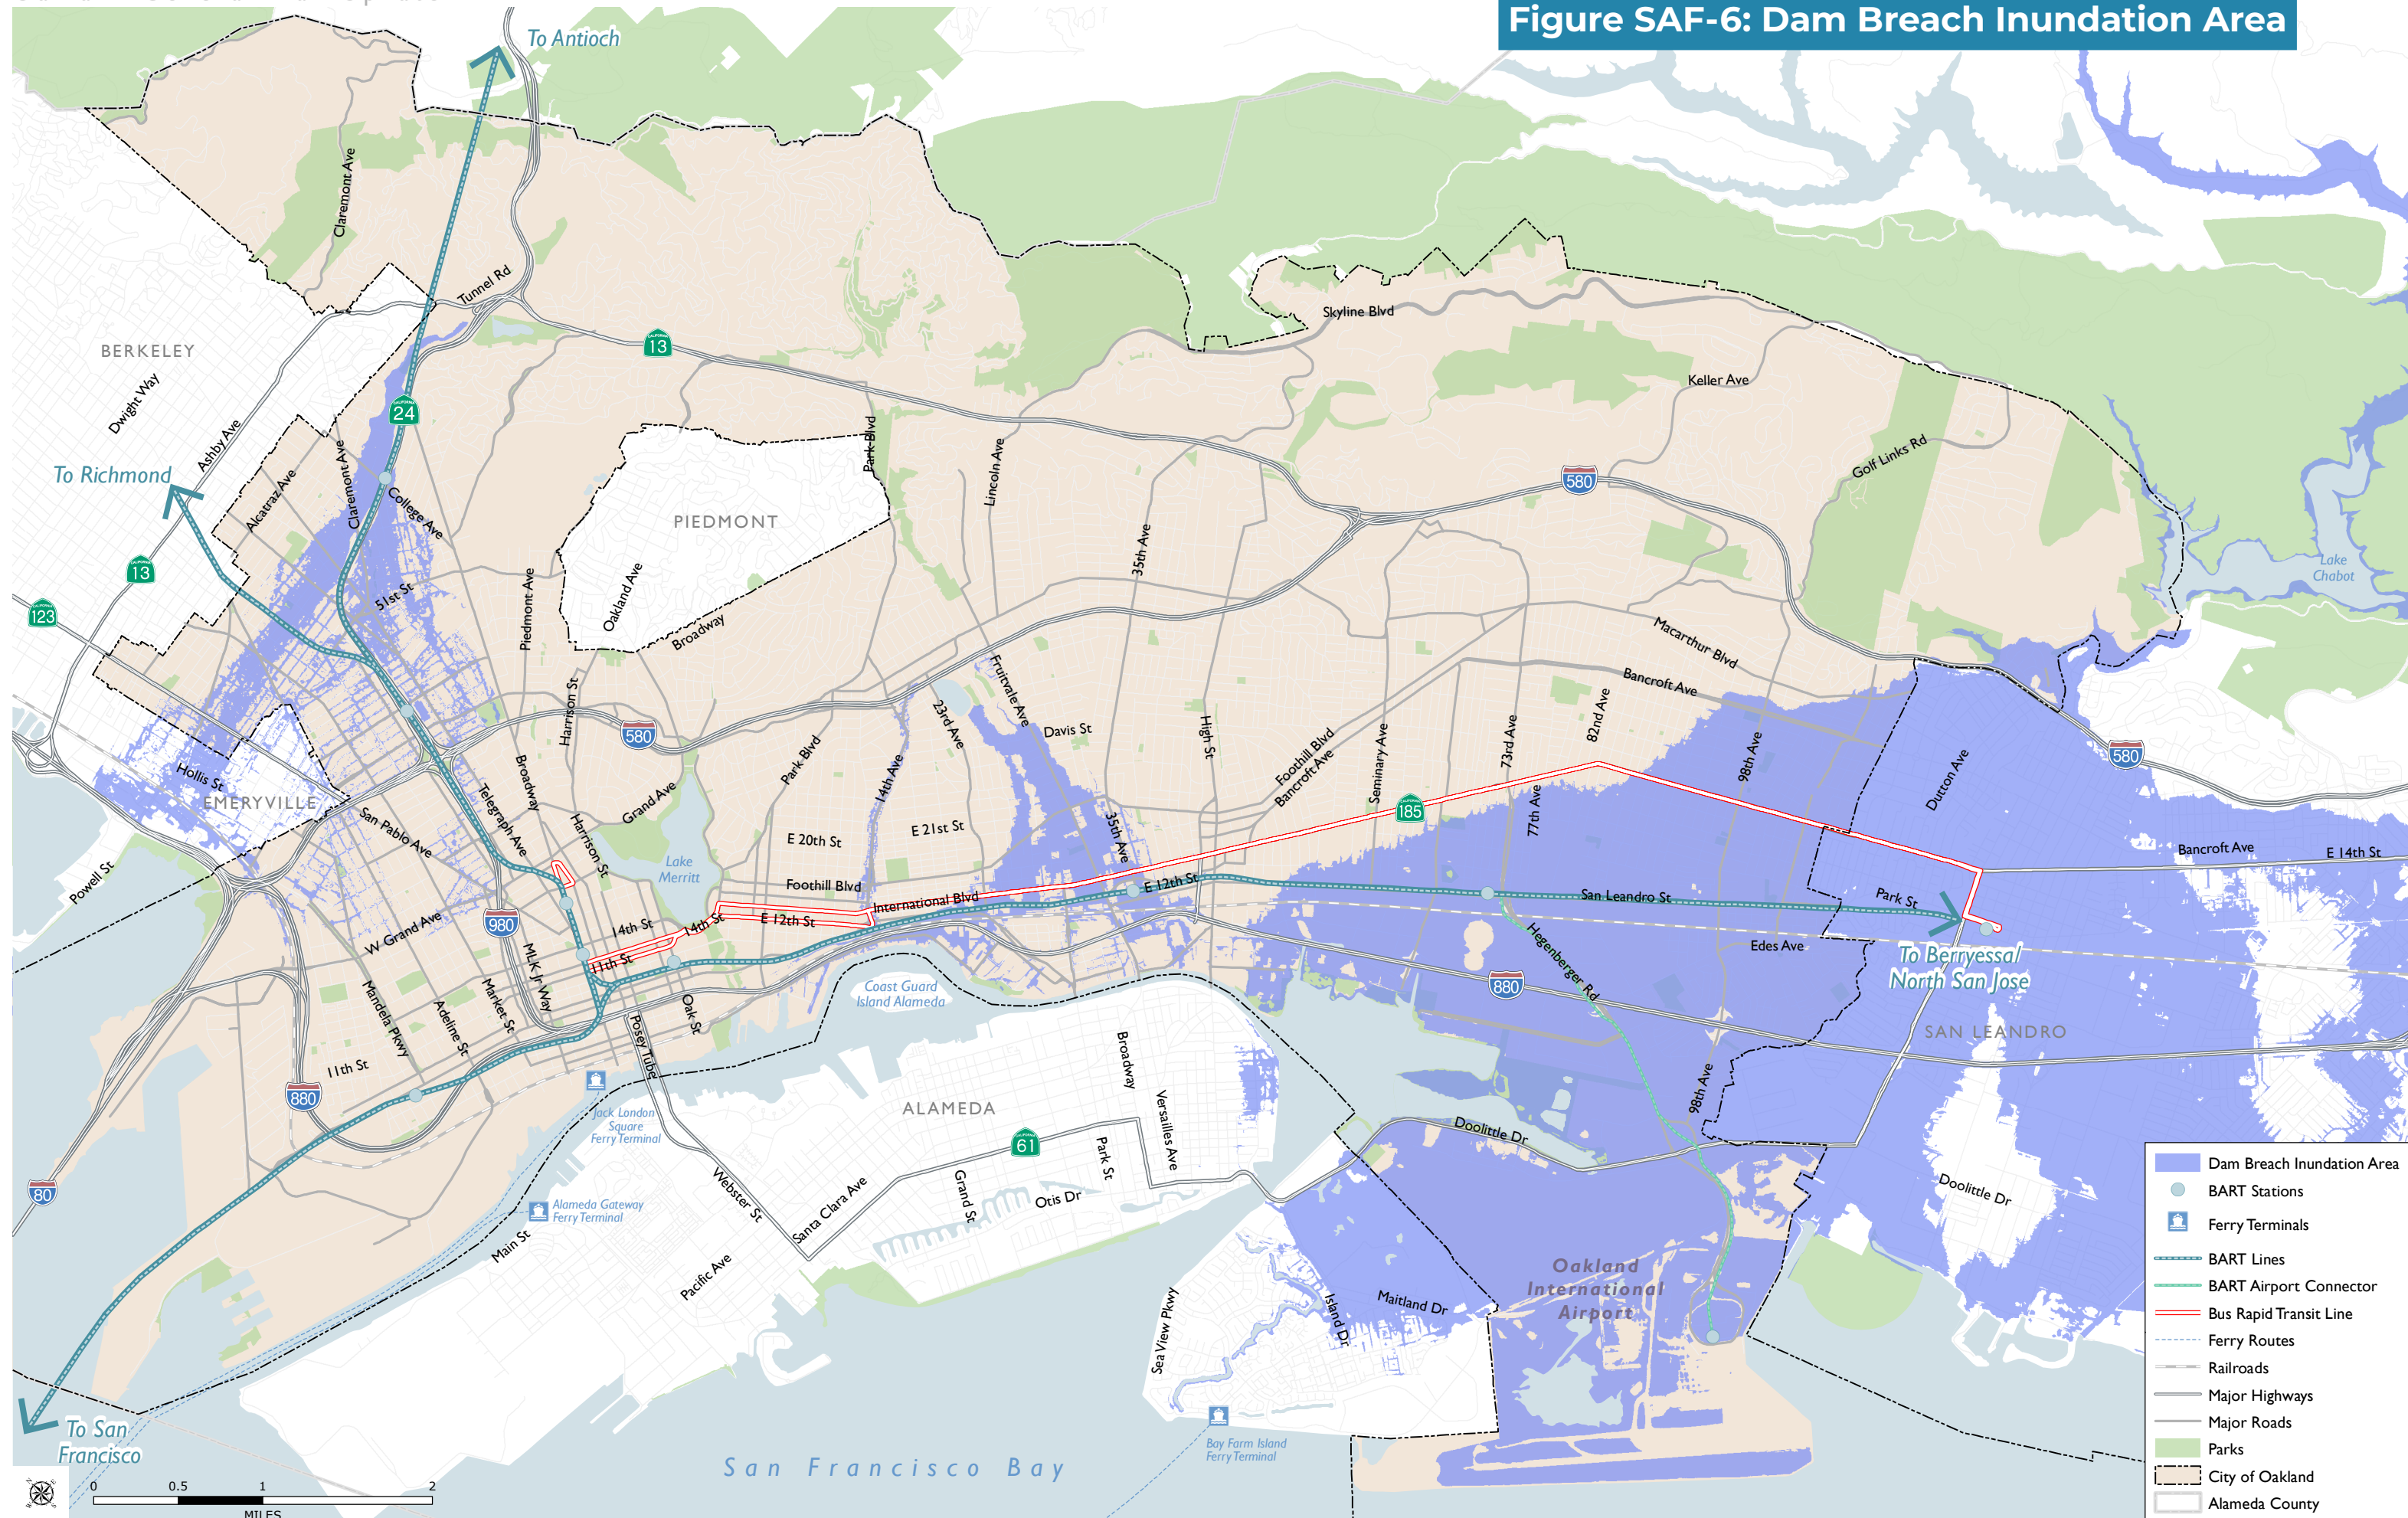 Figure SAF-6: Dam Breach Inundation Area
To Antioch
Claremont Ave
Tunnel Rd
Skyline Blvd
13
BERKELEY
Dwight Way
24
Keller Ave
Ashby Ave
Claremont Ave
Park Blvd
Lincoln Ave
Golf Links Rd
To Richmond
Alcatraz Ave
College Ave
580
PIEDMONT
35th Ave
13
Lake
Chabot
51st St
Piedmont Ave
Oakland Ave
123
Broadway
Macarthur Blvd
Bancroft Ave
Harrison St
Fruitvale Ave
23rd Ave
Davis St
High St
580
Park Blvd
14th Ave
Foothill Blvd
Bancroft Ave
Seminary Ave
73rd Ave
82nd Ave
98th Ave
580
Dutton Ave
Hollis St
EMERYVILLE
Telegraph Ave
Broadway
Grand Ave
San Pablo Ave
Harrison St
E 20th St
E 21st St
35th Ave
185
77th Ave
Bancroft Ave
E 14th St
Powell St
Lake
Merritt
Foothill Blvd
International Blvd
E 12th St
San Leandro St
Park St
W Grand Ave
980
14th St
14th St
E 12th St
11th St
MLK Jr Way
Edes Ave
To Berryessa/
North San Jose
Hegenberger Rd
880
Mandela Pkwy
Adeline St
Market St
Oak St
Posey Tube
Coast Guard
Island Alameda
SAN LEANDRO
11th St
880
Jack London
Square
Ferry Terminal
ALAMEDA
Broadway
Versailles Ave
98th Ave
Doolittle Dr
61
Park St
80
Alameda Gateway
Ferry Terminal
Webster St
Santa Clara Ave
Grand St
Otis Dr
Doolittle Dr
Main St
Pacific Ave
Oakland
International
Airport
Sea View Pkwy
Island Dr
Maitland Dr
To San
Francisco
San Francisco Bay
Bay Farm Island
Ferry Terminal
0 0.5 1 2
MILES
Dam Breach Inundation Area
BART Stations
Ferry Terminals
BART Lines
BART Airport Connector
Bus Rapid Transit Line
Ferry Routes
Railroads
Major Highways
Major Roads
Parks
City of Oakland
Alameda County